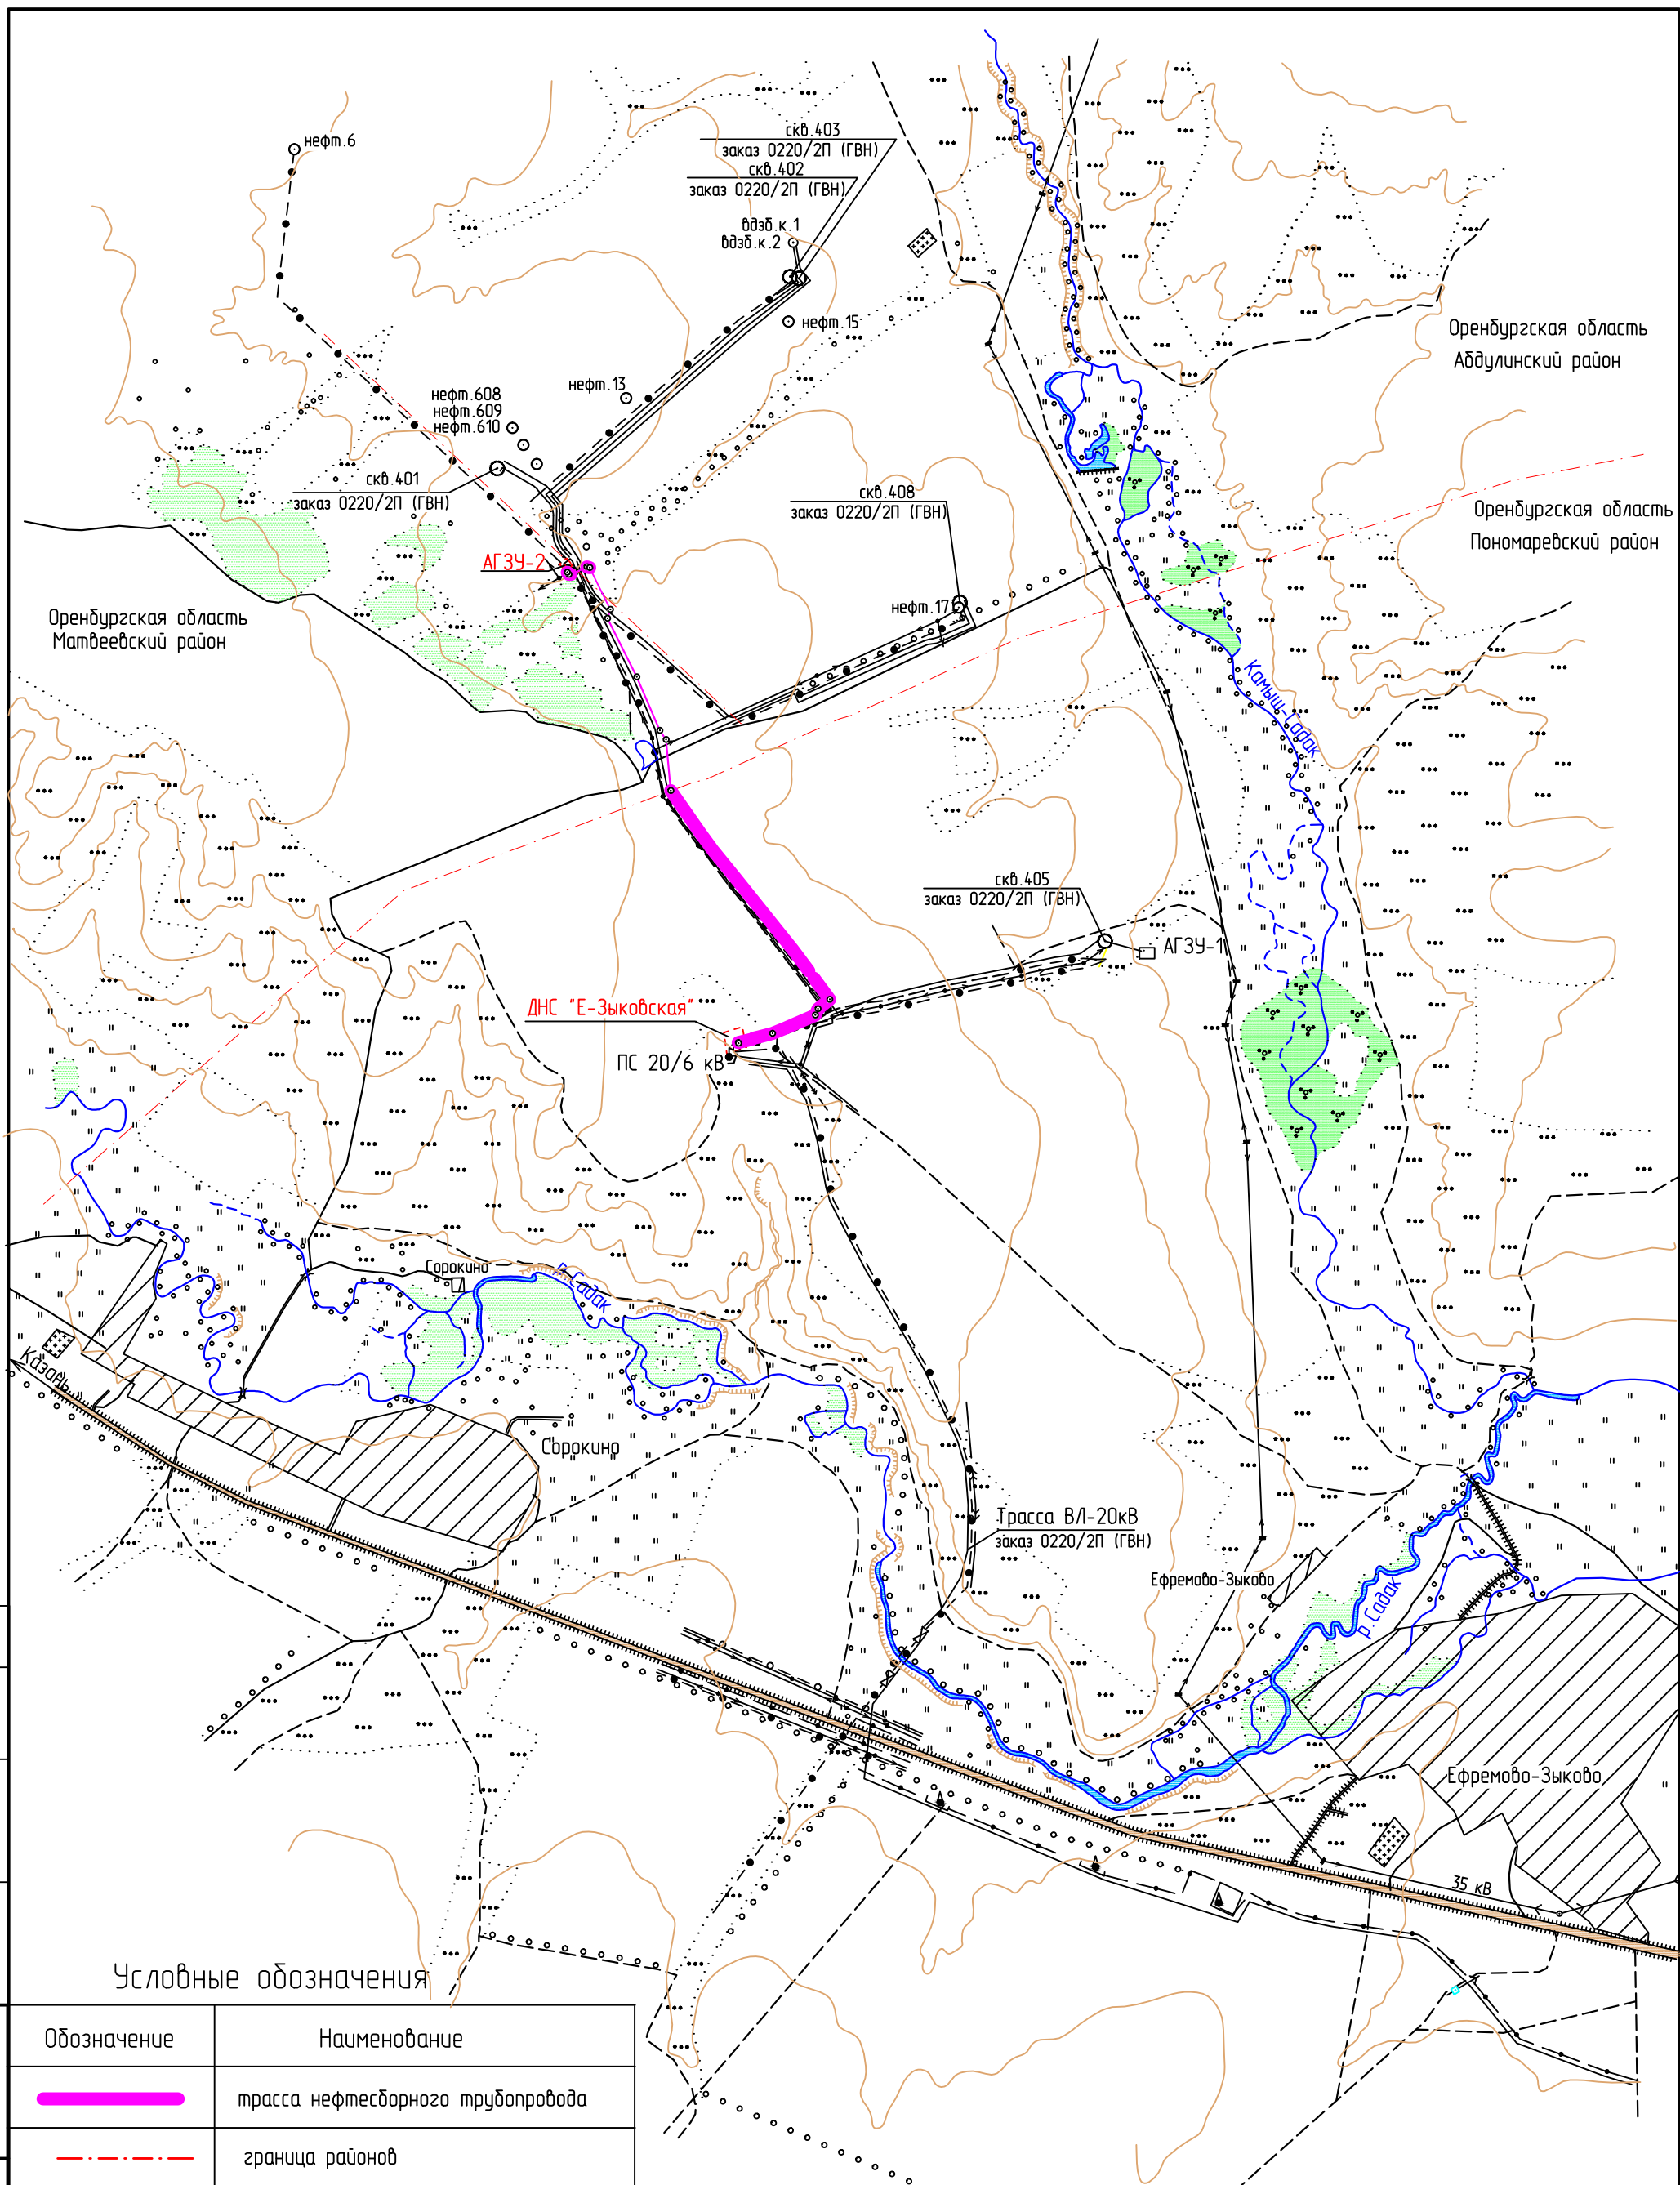 нефт.6
скв.403
заказ 0220/2П (ГВН)
скв.402
заказ 0220/2П (ГВН)
вдзб.к.1
вдзб.к.2
нефт.15
Оренбургская область
Абдулинский район
нефт.13
нефт.608
нефт.609
нефт.610
скв.401
заказ 0220/2П (ГВН)
скв.408
заказ 0220/2П (ГВН)
Оренбургская область
Пономаревский район
АГЗУ-2
нефт.17
Оренбургская область
Матвеевский район
Камыш-Садак
скв.405
заказ 0220/2П (ГВН)
АГЗУ-1
ДНС "Е-Зыковская"
ПС 20/6 кВ
Сорокино
р.Садак
Казань
Сорокино
Трасса ВЛ-20кВ
заказ 0220/2П (ГВН)
Ефремово-Зыково
р.Садак
Ефремово-Зыково
35 кВ
Условные обозначения
Обозначение
Наименование
трасса нефтесборного трубопровода
граница районов